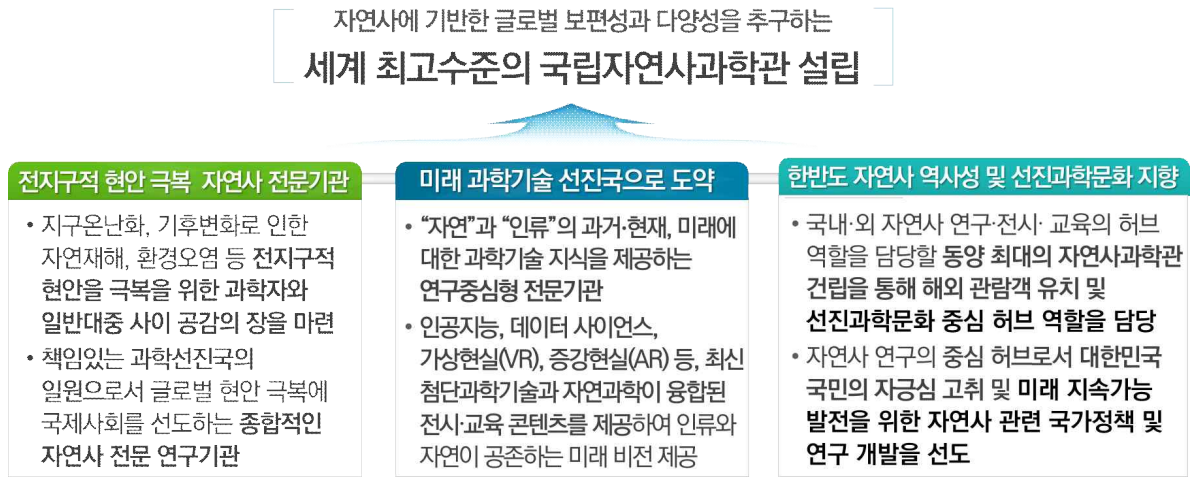 자연사에 기반한 글로벌 보편성과 다양성을 추구하는
세계 최고수준의 국립자연사과학관 설립
전지구적 현안 극복 자연사 전문기관
• 지구온난화, 기후변화로 인한
자연재해, 환경오염 등 전지구적
현안을 극복을 위한 과학자와
일반대중 사이 공감의 장을 마련
• 책임있는 과학선진국의
일원으로서 글로벌 현안 극복에
국제사회를 선도하는 종합적인
자연사 전문 연구기관
미래 과학기술 선진국으로 도약
• “자연”과 “인류”의 과거·현재, 미래에
대한 과학기술 지식을 제공하는
연구중심형 전문기관
• 인공지능, 데이터 사이언스,
가상현실(VR), 증강현실(AR) 등, 최신
첨단과학기술과 자연과학이 융합된
전시·교육 콘텐츠를 제공하여 인류와
자연이 공존하는 미래 비전 제공
한반도 자연사 역사성 및 선진과학문화 지향
• 국내·외 자연사 연구·전시· 교육의 허브
역할을 담당할 동양 최대의 자연사과학관
건립을 통해 해외 관람객 유치 및
선진과학문화 중심 허브 역할을 담당
• 자연사 연구의 중심 허브로서 대한민국
국민의 자긍심 고취 및 미래 지속가능
발전을 위한 자연사 관련 국가정책 및
연구 개발을 선도